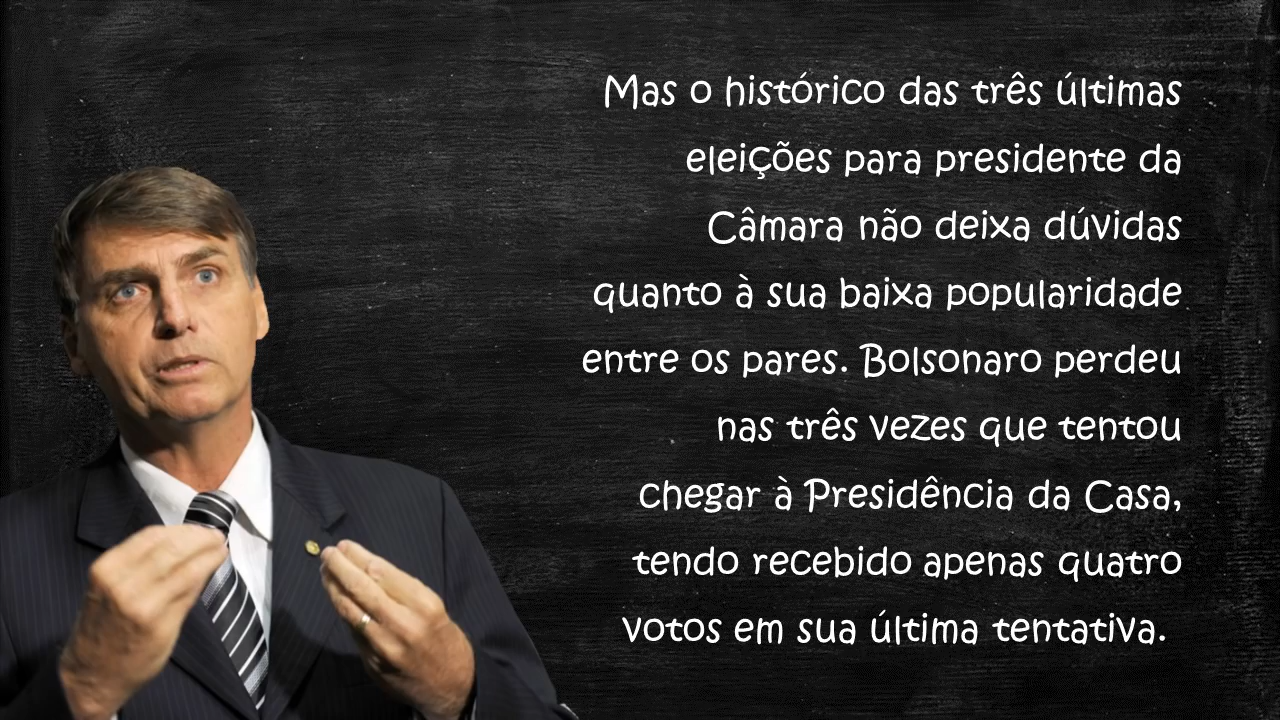 Mas o histórico das três últimas
eleições para presidente da
Câmara não deixa dúvidas
quanto à sua baixa popularidade
entre os pares. Bolsonaro perdeu
nas três vezes que tentou
chegar à Presidência da Casa,
tendo recebido apenas quatro
votos em sua última tentativa.